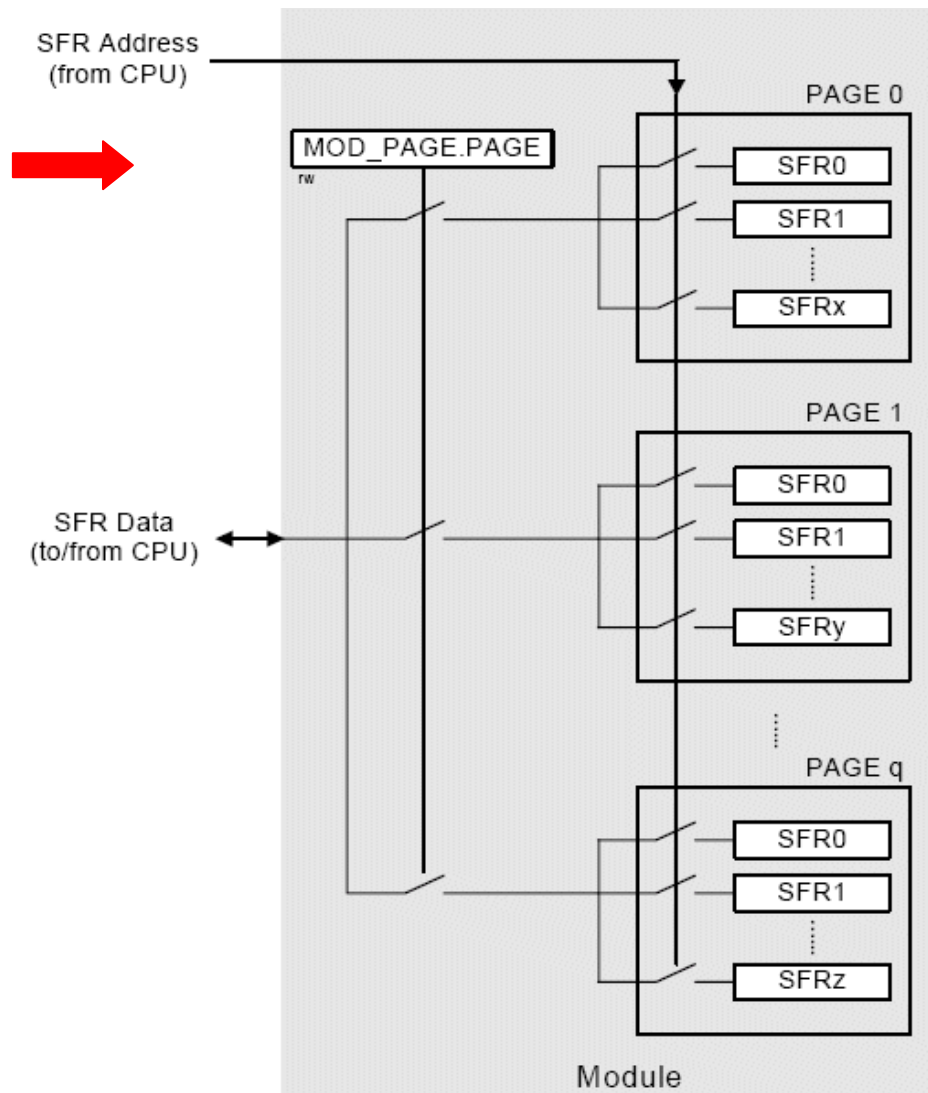 SFR Address
(from CPU)
PAGE 0
MOD_PAGE.PAGE
rw
SFR0
SFR1
SFRx
PAGE 1
SFR0
SFR1
SFRy
SFR Data
(to/from CPU)
PAGE q
SFR0
SFR1
SFRz
Module